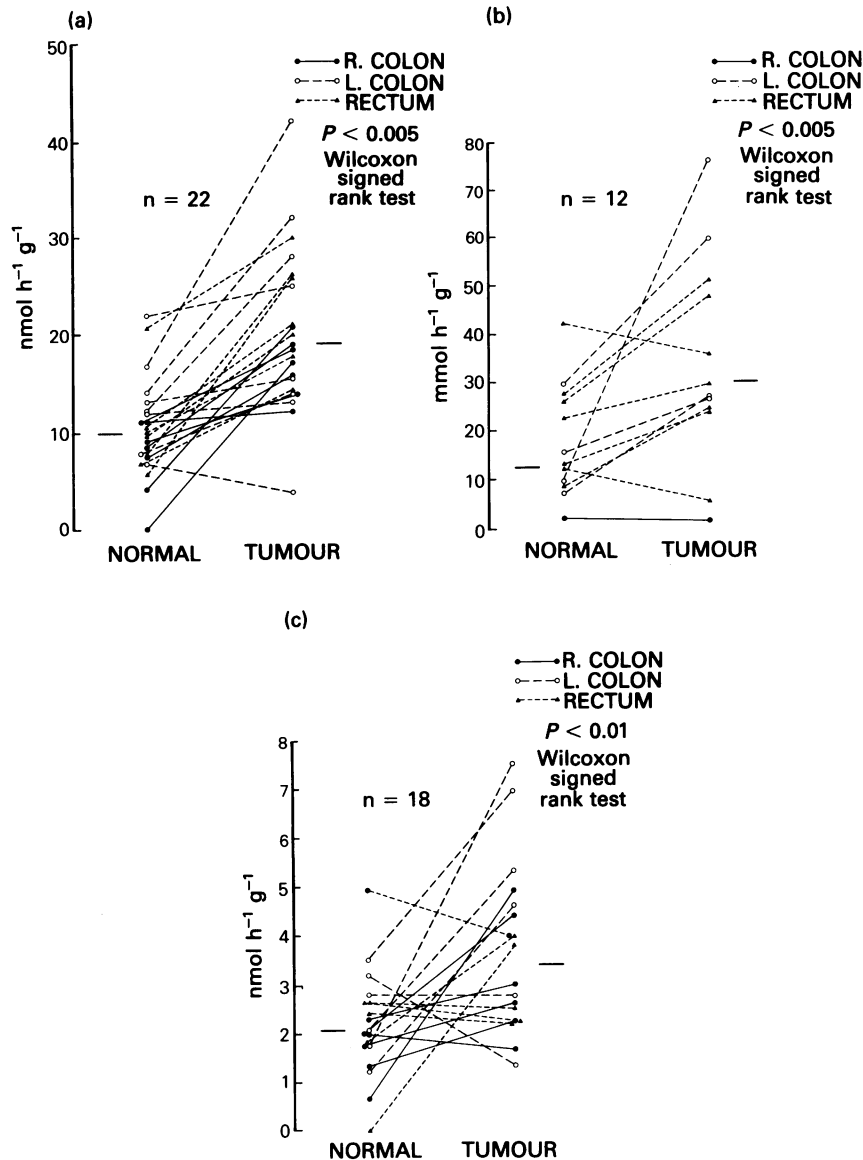 (a)
50
40
30
20
10
0
nmol h⁻¹ g⁻¹
R. COLON
L. COLON
RECTUM
P < 0.005
Wilcoxon
signed
rank test
n = 22
NORMAL
TUMOUR
(b)
80
70
60
50
40
30
20
10
0
mmol h⁻¹ g⁻¹
R. COLON
L. COLON
RECTUM
P < 0.005
Wilcoxon
signed
rank test
n = 12
NORMAL
TUMOUR
(c)
8
7
6
5
4
3
2
1
0
nmol h⁻¹ g⁻¹
R. COLON
L. COLON
RECTUM
P < 0.01
Wilcoxon
signed
rank test
n = 18
NORMAL
TUMOUR